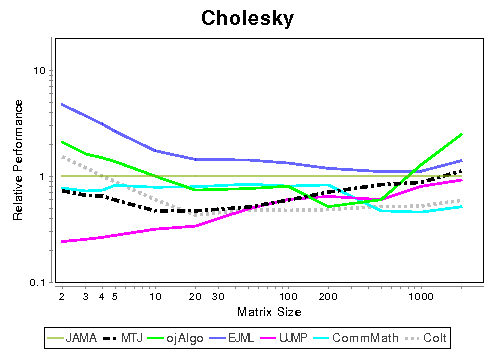 Cholesky
10
1
0.1
Relative Performance
2 3 4 5 10 20 30 100 200 1000
Matrix Size
JAMA MTJ ojAlgo EJML UJMP CommMath Colt